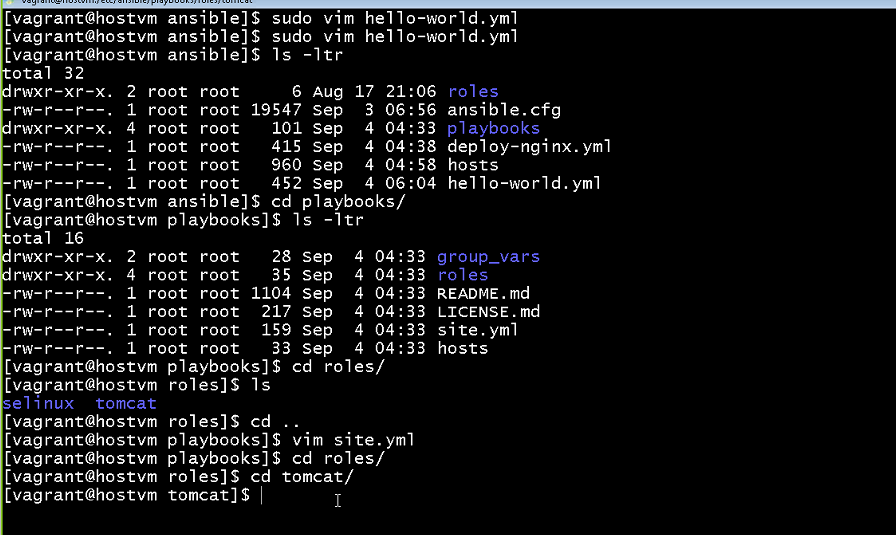 vagrant@hostvm:/etc/ansible/playbooks/roles/tomcat
[vagrant@hostvm ansible]$ sudo vim hello-world.yml
[vagrant@hostvm ansible]$ sudo vim hello-world.yml
[vagrant@hostvm ansible]$ ls -ltr
total 32
drwxr-xr-x. 2 root root     6 Aug 17 21:06 roles
-rw-r--r--. 1 root root 19547 Sep  3 06:56 ansible.cfg
drwxr-xr-x. 4 root root   101 Sep  4 04:33 playbooks
-rw-r--r--. 1 root root   415 Sep  4 04:38 deploy-nginx.yml
-rw-r--r--. 1 root root   960 Sep  4 04:58 hosts
-rw-r--r--. 1 root root   452 Sep  4 06:04 hello-world.yml
[vagrant@hostvm ansible]$ cd playbooks/
[vagrant@hostvm playbooks]$ ls -ltr
total 16
drwxr-xr-x. 2 root root   28 Sep  4 04:33 group_vars
drwxr-xr-x. 4 root root   35 Sep  4 04:33 roles
-rw-r--r--. 1 root root 1104 Sep  4 04:33 README.md
-rw-r--r--. 1 root root  217 Sep  4 04:33 LICENSE.md
-rw-r--r--. 1 root root  159 Sep  4 04:33 site.yml
-rw-r--r--. 1 root root   33 Sep  4 04:33 hosts
[vagrant@hostvm playbooks]$ cd roles/
[vagrant@hostvm roles]$ ls
selinux  tomcat
[vagrant@hostvm roles]$ cd ..
[vagrant@hostvm playbooks]$ vim site.yml
[vagrant@hostvm playbooks]$ cd roles/
[vagrant@hostvm roles]$ cd tomcat/
[vagrant@hostvm tomcat]$